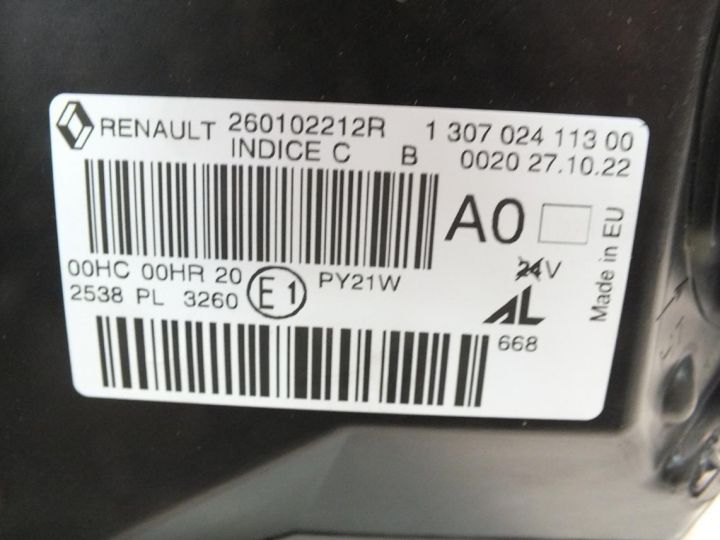 RENAULT 260102212R 1 307 024 113 00
INDICE C B 0020 27.10.22
A0
Made in EU
24V
00HC 00HR 20 E1 PY21W
2538 PL 3260
AL
668